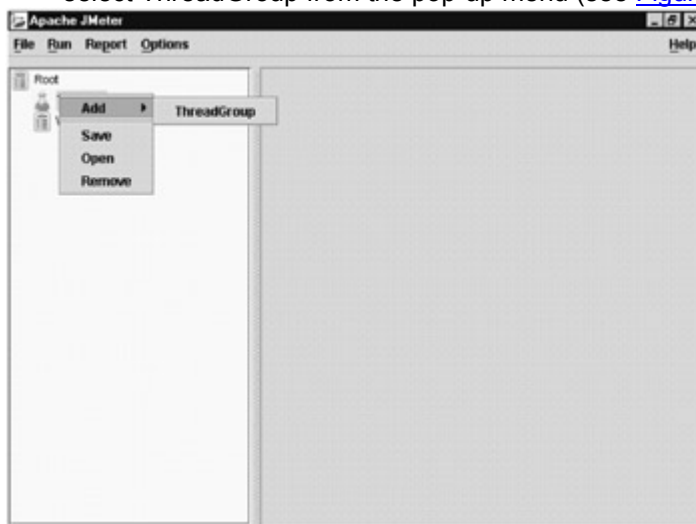 select ThreadGroup from the pop-up menu (see Figur
Apache JMeter
File Run Report Options Help
Root
Add ThreadGroup
Save
Open
Remove